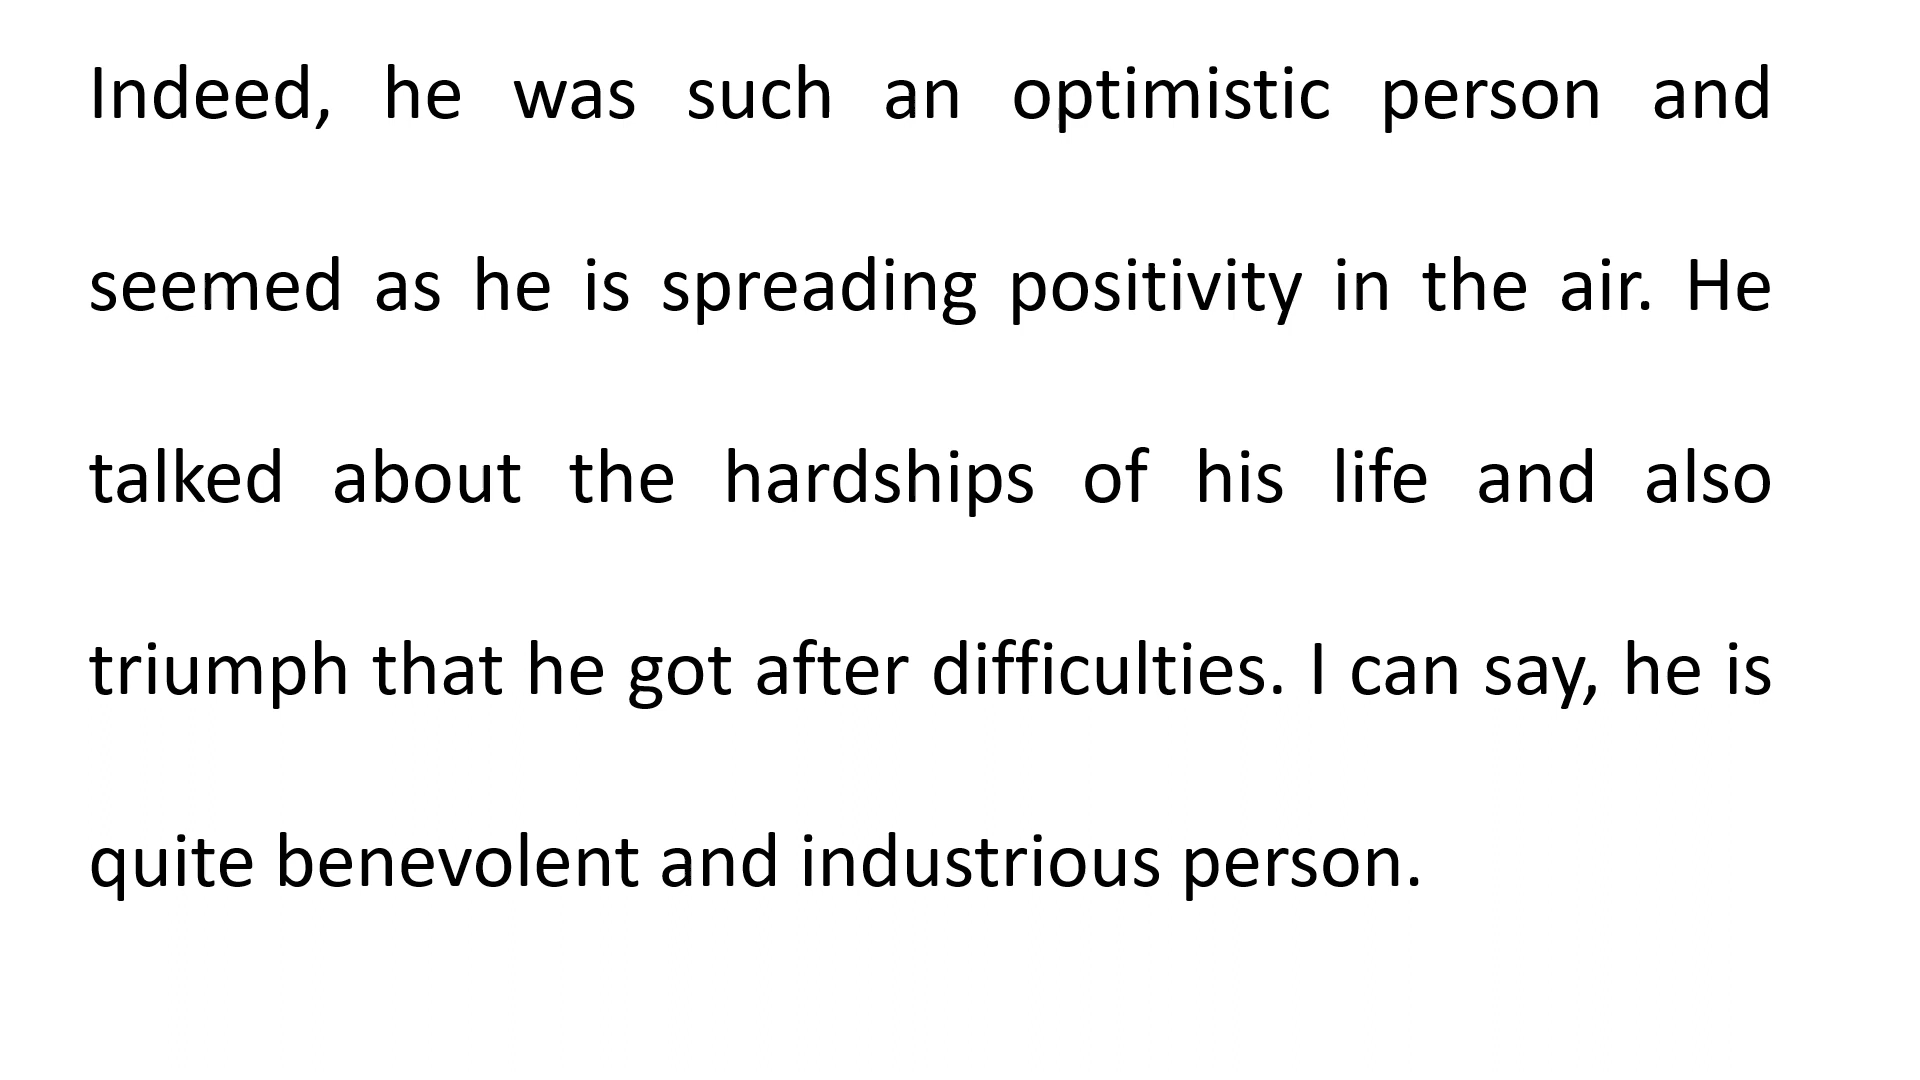 Indeed, he was such an optimistic person and
seemed as he is spreading positivity in the air. He
talked about the hardships of his life and also
triumph that he got after difficulties. I can say, he is
quite benevolent and industrious person.